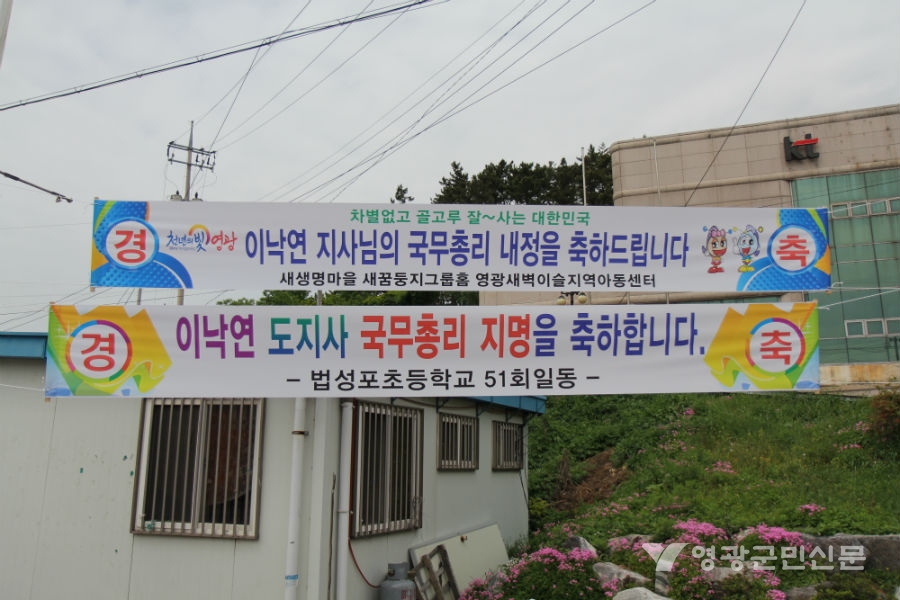 kt
차별없고 골고루 잘~사는 대한민국
경 천년의 빛 영광 이낙연 지사님의 국무총리 내정을 축하드립니다 축
새생명마을 새꿈둥지그룹홈 영광새벽이슬지역아동센터
경 이낙연 도지사 국무총리 지명을 축하합니다. 축
- 법성포초등학교 51회일동 -
영광군민신문